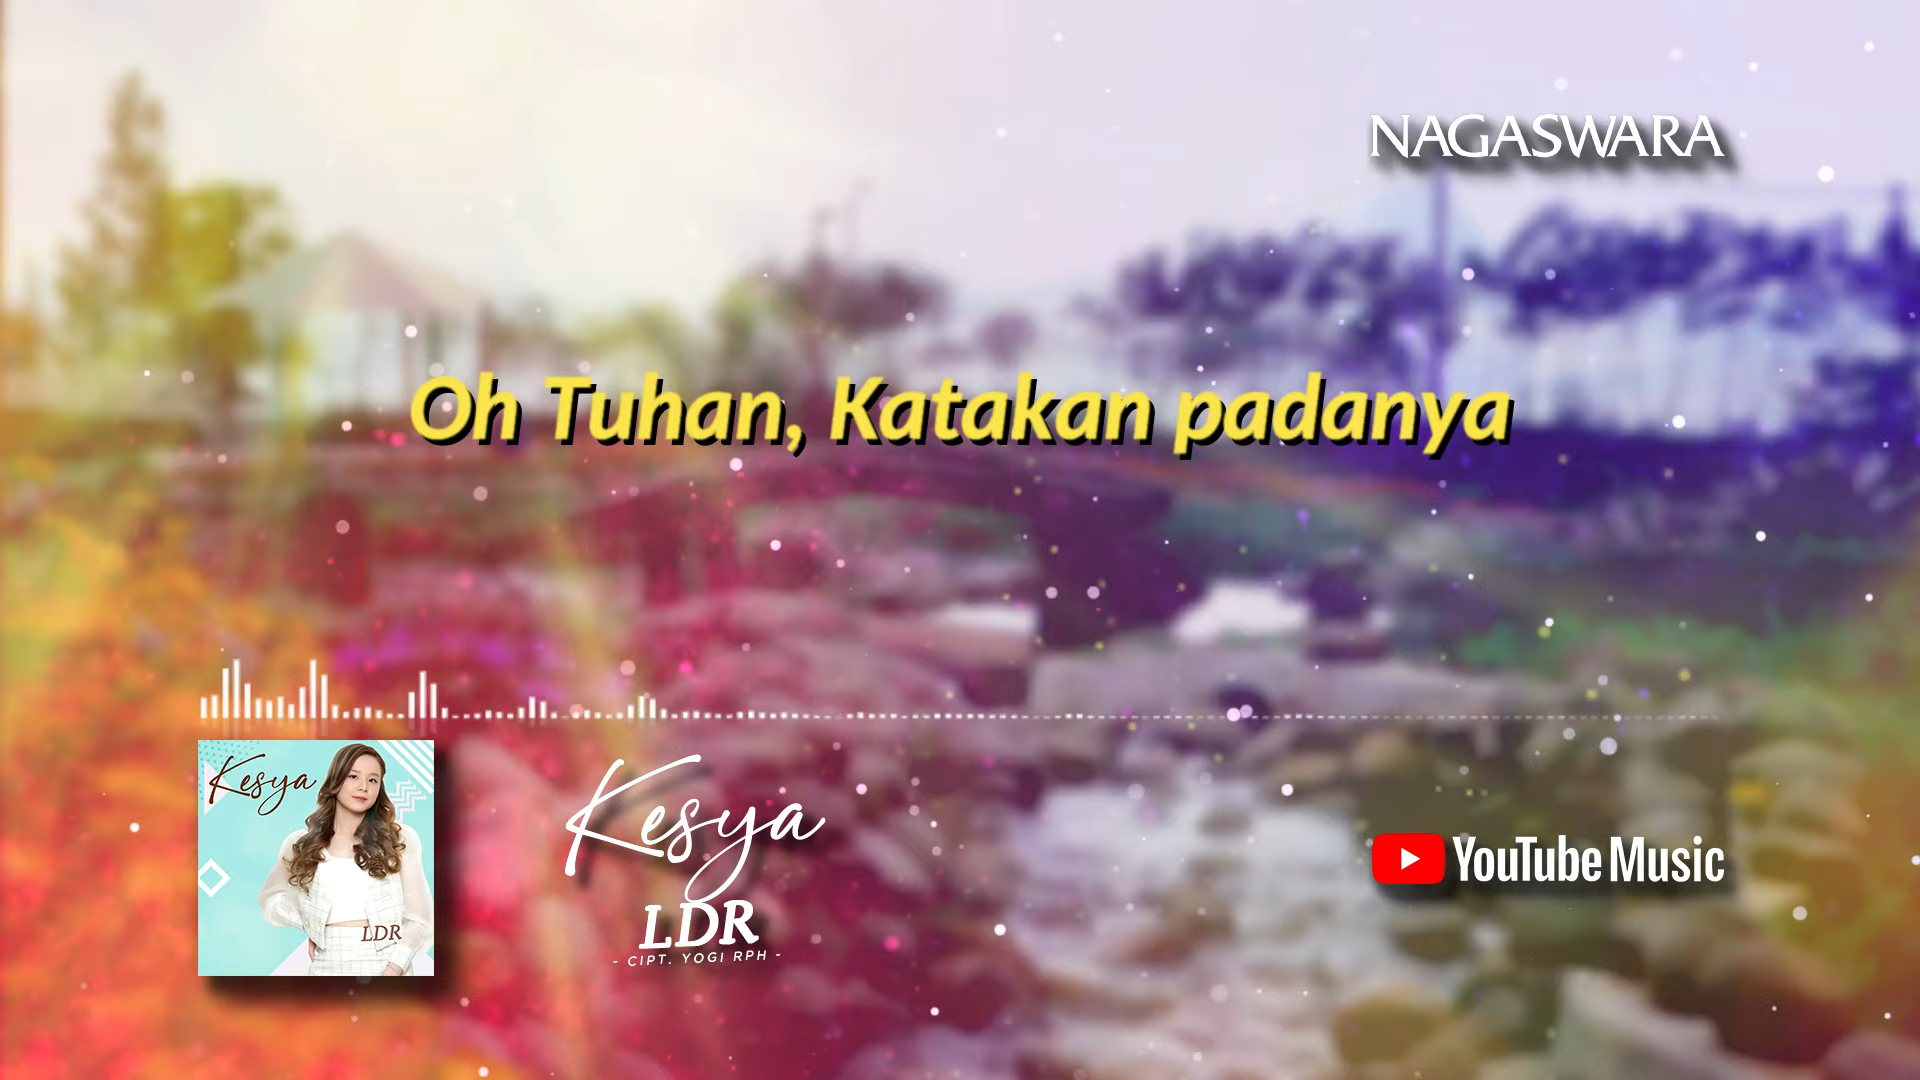 NAGASWARA
Oh Tuhan, Katakan padanya
Kesya
LDR
Kesya
LDR
- CIPT. YOGI RPH -
YouTube Music